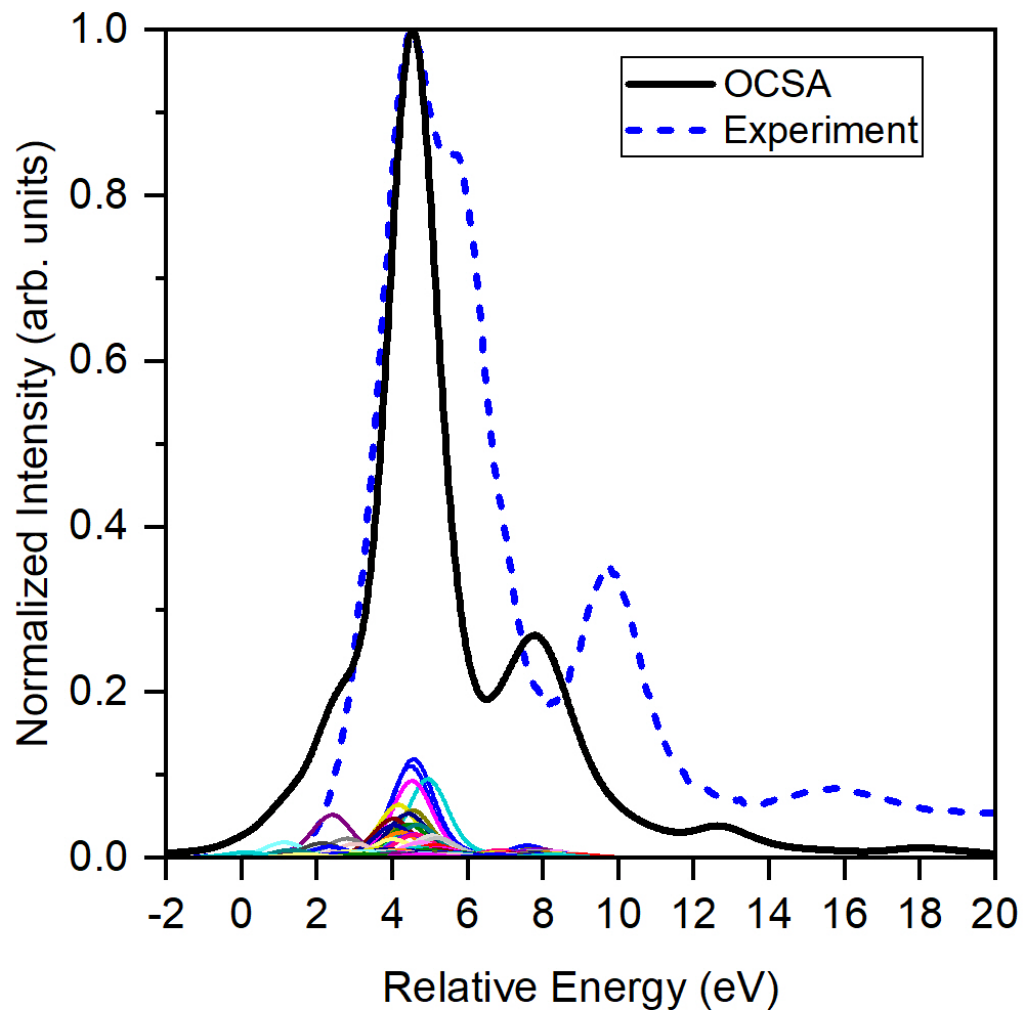 1.0
0.8
0.6
0.4
0.2
0.0
Normalized Intensity (arb. units)
OCSA
Experiment
-2 0 2 4 6 8 10 12 14 16 18 20
Relative Energy (eV)